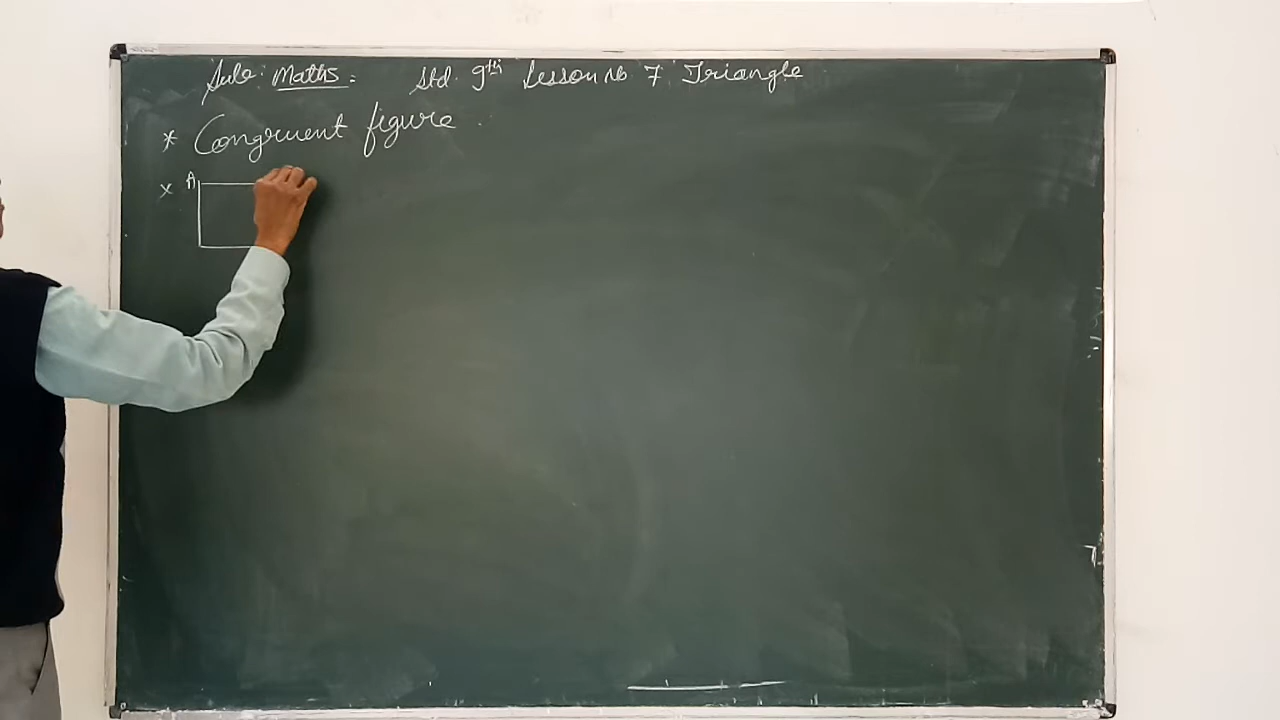 Sub: Maths: Std. 9th Lesson no 7: Triangle
* Congruent figure.
x A